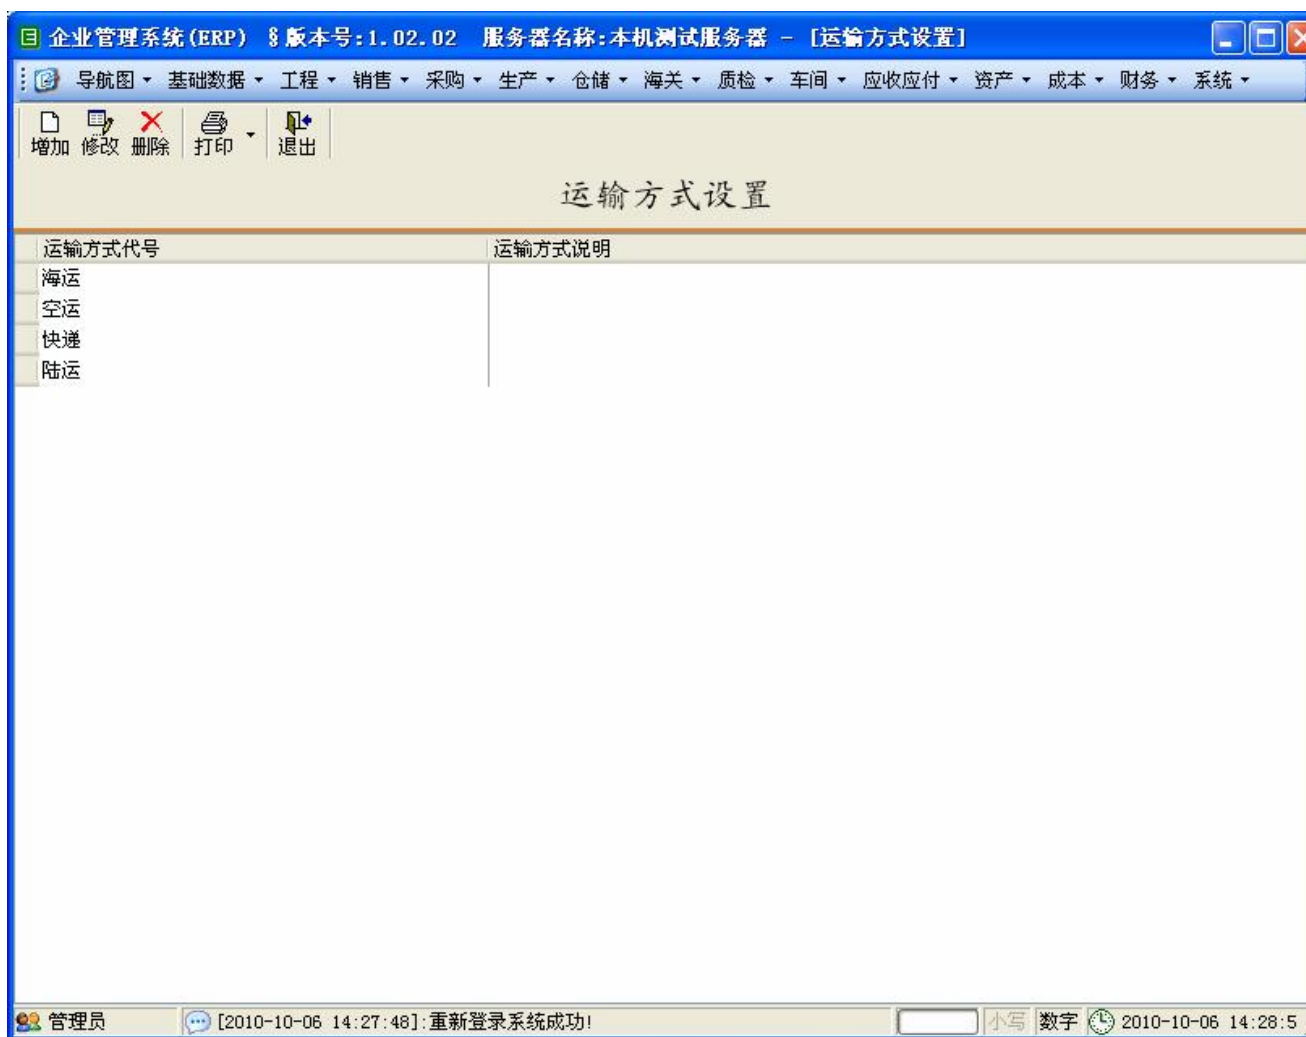 企业管理系统(ERP) §版本号:1.02.02 服务器名称:本机测试服务器 - [运输方式设置]
导航图 基础数据 工程 销售 采购 生产 仓储 海关 质检 车间 应收应付 资产 成本 财务 系统
增加 修改 删除 打印 退出
运输方式设置
运输方式代号 运输方式说明
海运
空运
快递
陆运
管理员 [2010-10-06 14:27:48]:重新登录系统成功! 小写 数字 2010-10-06 14:28:5